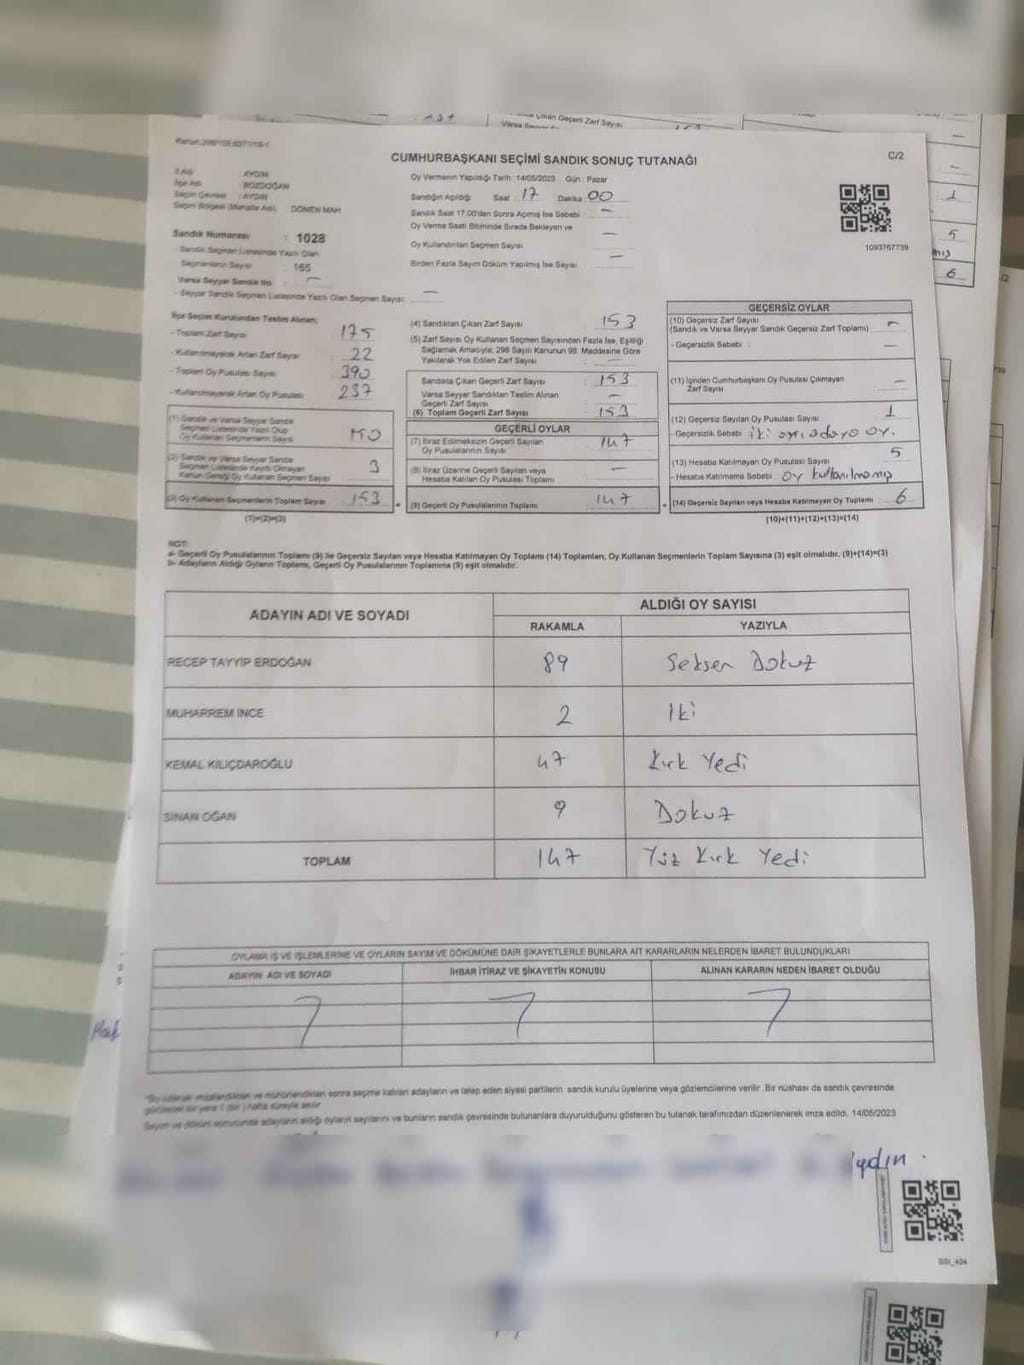 CUMHURBAŞKANI SEÇİMİ SANDIK SONUÇ TUTANAĞI
C/2
İl Adı : AYDIN
İlçe Adı : BOZDOĞAN
Seçim Çevresi : AYDIN
Seçim Bölgesi (Mahalle Adı) : DÖMEN MAH
Sandık Numarası : 1028
- Sandık Seçmen Listesinde Yazılı Olan
Seçmenlerin Sayısı : 165
Varsa Seyyar Sandık No : –
- Seyyar Sandık Seçmen Listesinde Yazılı Olan Seçmen Sayısı : –
Oy Vermenin Yapıldığı Tarih : 14/05/2023 Gün : Pazar
Sandığın Açıldığı Saat : 17 Dakika : 00
Sandık Saat 17.00'den Sonra Açılmış İse Sebebi : –
Oy Verme Saati Bitiminde Sırada Bekleyen ve
Oy Kullandırılan Seçmen Sayısı –
Birden Fazla Sayım Döküm Yapılmış İse Sayısı : –
1093767739
İlçe Seçim Kurulundan Teslim Alınan;
- Toplam Zarf Sayısı : 175
- Kullanılmayarak Artan Zarf Sayısı : 22
- Toplam Oy Pusulası Sayısı : 390
- Kullanılmayarak Artan Oy Pusulası : 237
(1) Sandık ve Varsa Seyyar Sandık
Seçmen Listesinde Yazılı Olup
Oy Kullanan Seçmenlerin Sayısı : 150
(2) Sandık ve Varsa Seyyar Sandık
Seçmen Listelerinde Kayıtlı Olmayan
Kanun Gereği Oy Kullanan Seçmen Sayısı : 3
(3) Oy Kullanan Seçmenlerin Toplam Sayısı : 153
(1)+(2)=(3)
(4) Sandıktan Çıkan Zarf Sayısı : 153
(5) Zarf Sayısı Oy Kullanan Seçmen Sayısından Fazla İse, Eşitliği
Sağlamak Amacıyla; 298 Sayılı Kanunun 98. Maddesine Göre
Yakılarak Yok Edilen Zarf Sayısı : –
Sandıkta Çıkan Geçerli Zarf Sayısı : 153
Varsa Seyyar Sandıktan Teslim Alınan
Geçerli Zarf Sayısı –
(6) Toplam Geçerli Zarf Sayısı : 153
GEÇERLİ OYLAR
(7) İtiraz Edilmeksizin Geçerli Sayılan
Oy Pusulalarının Sayısı : 147
(8) İtiraz Üzerine Geçerli Sayılan veya
Hesaba Katılan Oy Pusulası Toplamı : –
(9) Geçerli Oy Pusulalarının Toplamı : 147
GEÇERSİZ OYLAR
(10) Geçersiz Zarf Sayısı
(Sandık ve Varsa Seyyar Sandık Geçersiz Zarf Toplamı) : –
- Geçersizlik Sebebi : –
(11) İçinden Cumhurbaşkanı Oy Pusulası Çıkmayan
Zarf Sayısı : –
(12) Geçersiz Sayılan Oy Pusulası Sayısı : 1
- Geçersizlik Sebebi : iki ayrı adaya oy.
(13) Hesaba Katılmayan Oy Pusulası Sayısı : 5
- Hesaba Katılmama Sebebi : oy kullanılmamış
(14) Geçersiz Sayılan veya Hesaba Katılmayan Oy Toplamı : 6
(10)+(11)+(12)+(13)=(14)
NOT:
a- Geçerli Oy Pusulalarının Toplamı (9) ile Geçersiz Sayılan veya Hesaba Katılmayan Oy Toplamı (14) Toplamları, Oy Kullanan Seçmenlerin Toplam Sayısına (3) eşit olmalıdır. (9)+(14)=(3)
b- Adayların Aldığı Oyların Toplamı, Geçerli Oy Pusulalarının Toplamına (9) eşit olmalıdır.
ADAYIN ADI VE SOYADI
ALDIĞI OY SAYISI
RAKAMLA YAZIYLA
RECEP TAYYİP ERDOĞAN 89 Seksen Dokuz
MUHARREM İNCE 2 İki
KEMAL KILIÇDAROĞLU 47 Kırk Yedi
SİNAN OĞAN 9 Dokuz
TOPLAM 147 Yüz Kırk Yedi
OYLAMA İŞ VE İŞLEMLERİNE VE OYLARIN SAYIM VE DÖKÜMÜNE DAİR ŞİKAYETLERLE BUNLARA AİT KARARLARIN NELERDEN İBARET BULUNDUKLARI
ADAYIN ADI VE SOYADI İHBAR İTİRAZ VE ŞİKAYETİN KONUSU ALINAN KARARIN NEDEN İBARET OLDUĞU
"Bu tutanak imzalandıktan ve mühürlendikten sonra seçime katılan adayların ve talep eden siyasi partilerin sandık kurulu üyelerine veya gözlemcilerine verilir. Bir nüshası da sandık çevresinde
görülecek bir yere 1 (bir) hafta süreyle asılır.
Sayım ve döküm sonucunda adayların aldığı oyların sayılarını ve bunların sandık çevresinde bulunanlara duyurulduğunu gösteren bu tutanak tarafımızdan düzenlenerek imza edildi. 14/05/2023